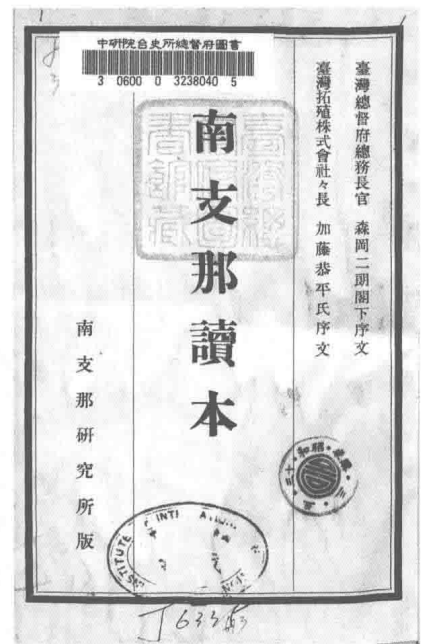 中研院台史所總督府圖書
3 0600 0 3238040 5
臺灣總督府總務長官 森岡二朗閣下序文
臺灣拓殖株式會社々長 加藤恭平氏序文
南支那讀本
南支那硏究所版